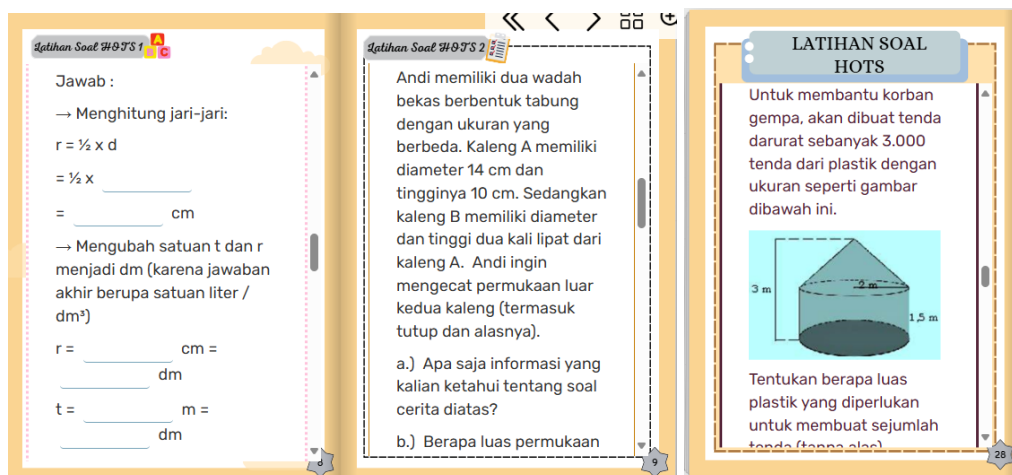 Latihan Soal HOTS 1
A
B C
Jawab :
→ Menghitung jari-jari:
r = ½ x d
= ½ x
= cm
→ Mengubah satuan t dan r
menjadi dm (karena jawaban
akhir berupa satuan liter /
dm³)
r = cm =
dm
t = m =
dm
Latihan Soal HOTS 2
Andi memiliki dua wadah
bekas berbentuk tabung
dengan ukuran yang
berbeda. Kaleng A memiliki
diameter 14 cm dan
tingginya 10 cm. Sedangkan
kaleng B memiliki diameter
dan tinggi dua kali lipat dari
kaleng A. Andi ingin
mengecat permukaan luar
kedua kaleng (termasuk
tutup dan alasnya).
a.) Apa saja informasi yang
kalian ketahui tentang soal
cerita diatas?
b.) Berapa luas permukaan
9
LATIHAN SOAL
HOTS
Untuk membantu korban
gempa, akan dibuat tenda
darurat sebanyak 3.000
tenda dari plastik dengan
ukuran seperti gambar
dibawah ini.
3 m
2 m
1,5 m
Tentukan berapa luas
plastik yang diperlukan
untuk membuat sejumlah
tenda (tanpa alas)
28